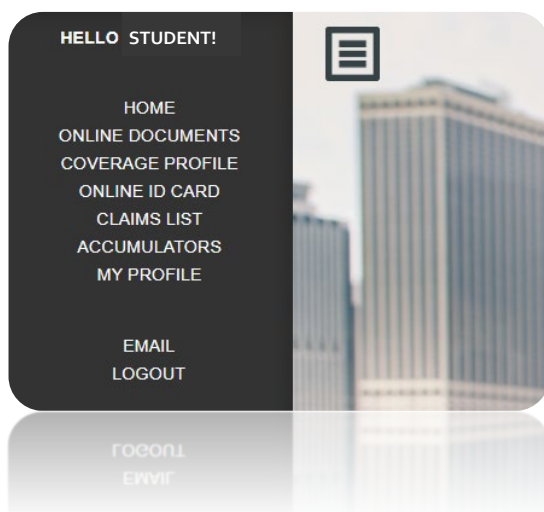 HELLO STUDENT!
HOME
ONLINE DOCUMENTS
COVERAGE PROFILE
ONLINE ID CARD
CLAIMS LIST
ACCUMULATORS
MY PROFILE
EMAIL
LOGOUT